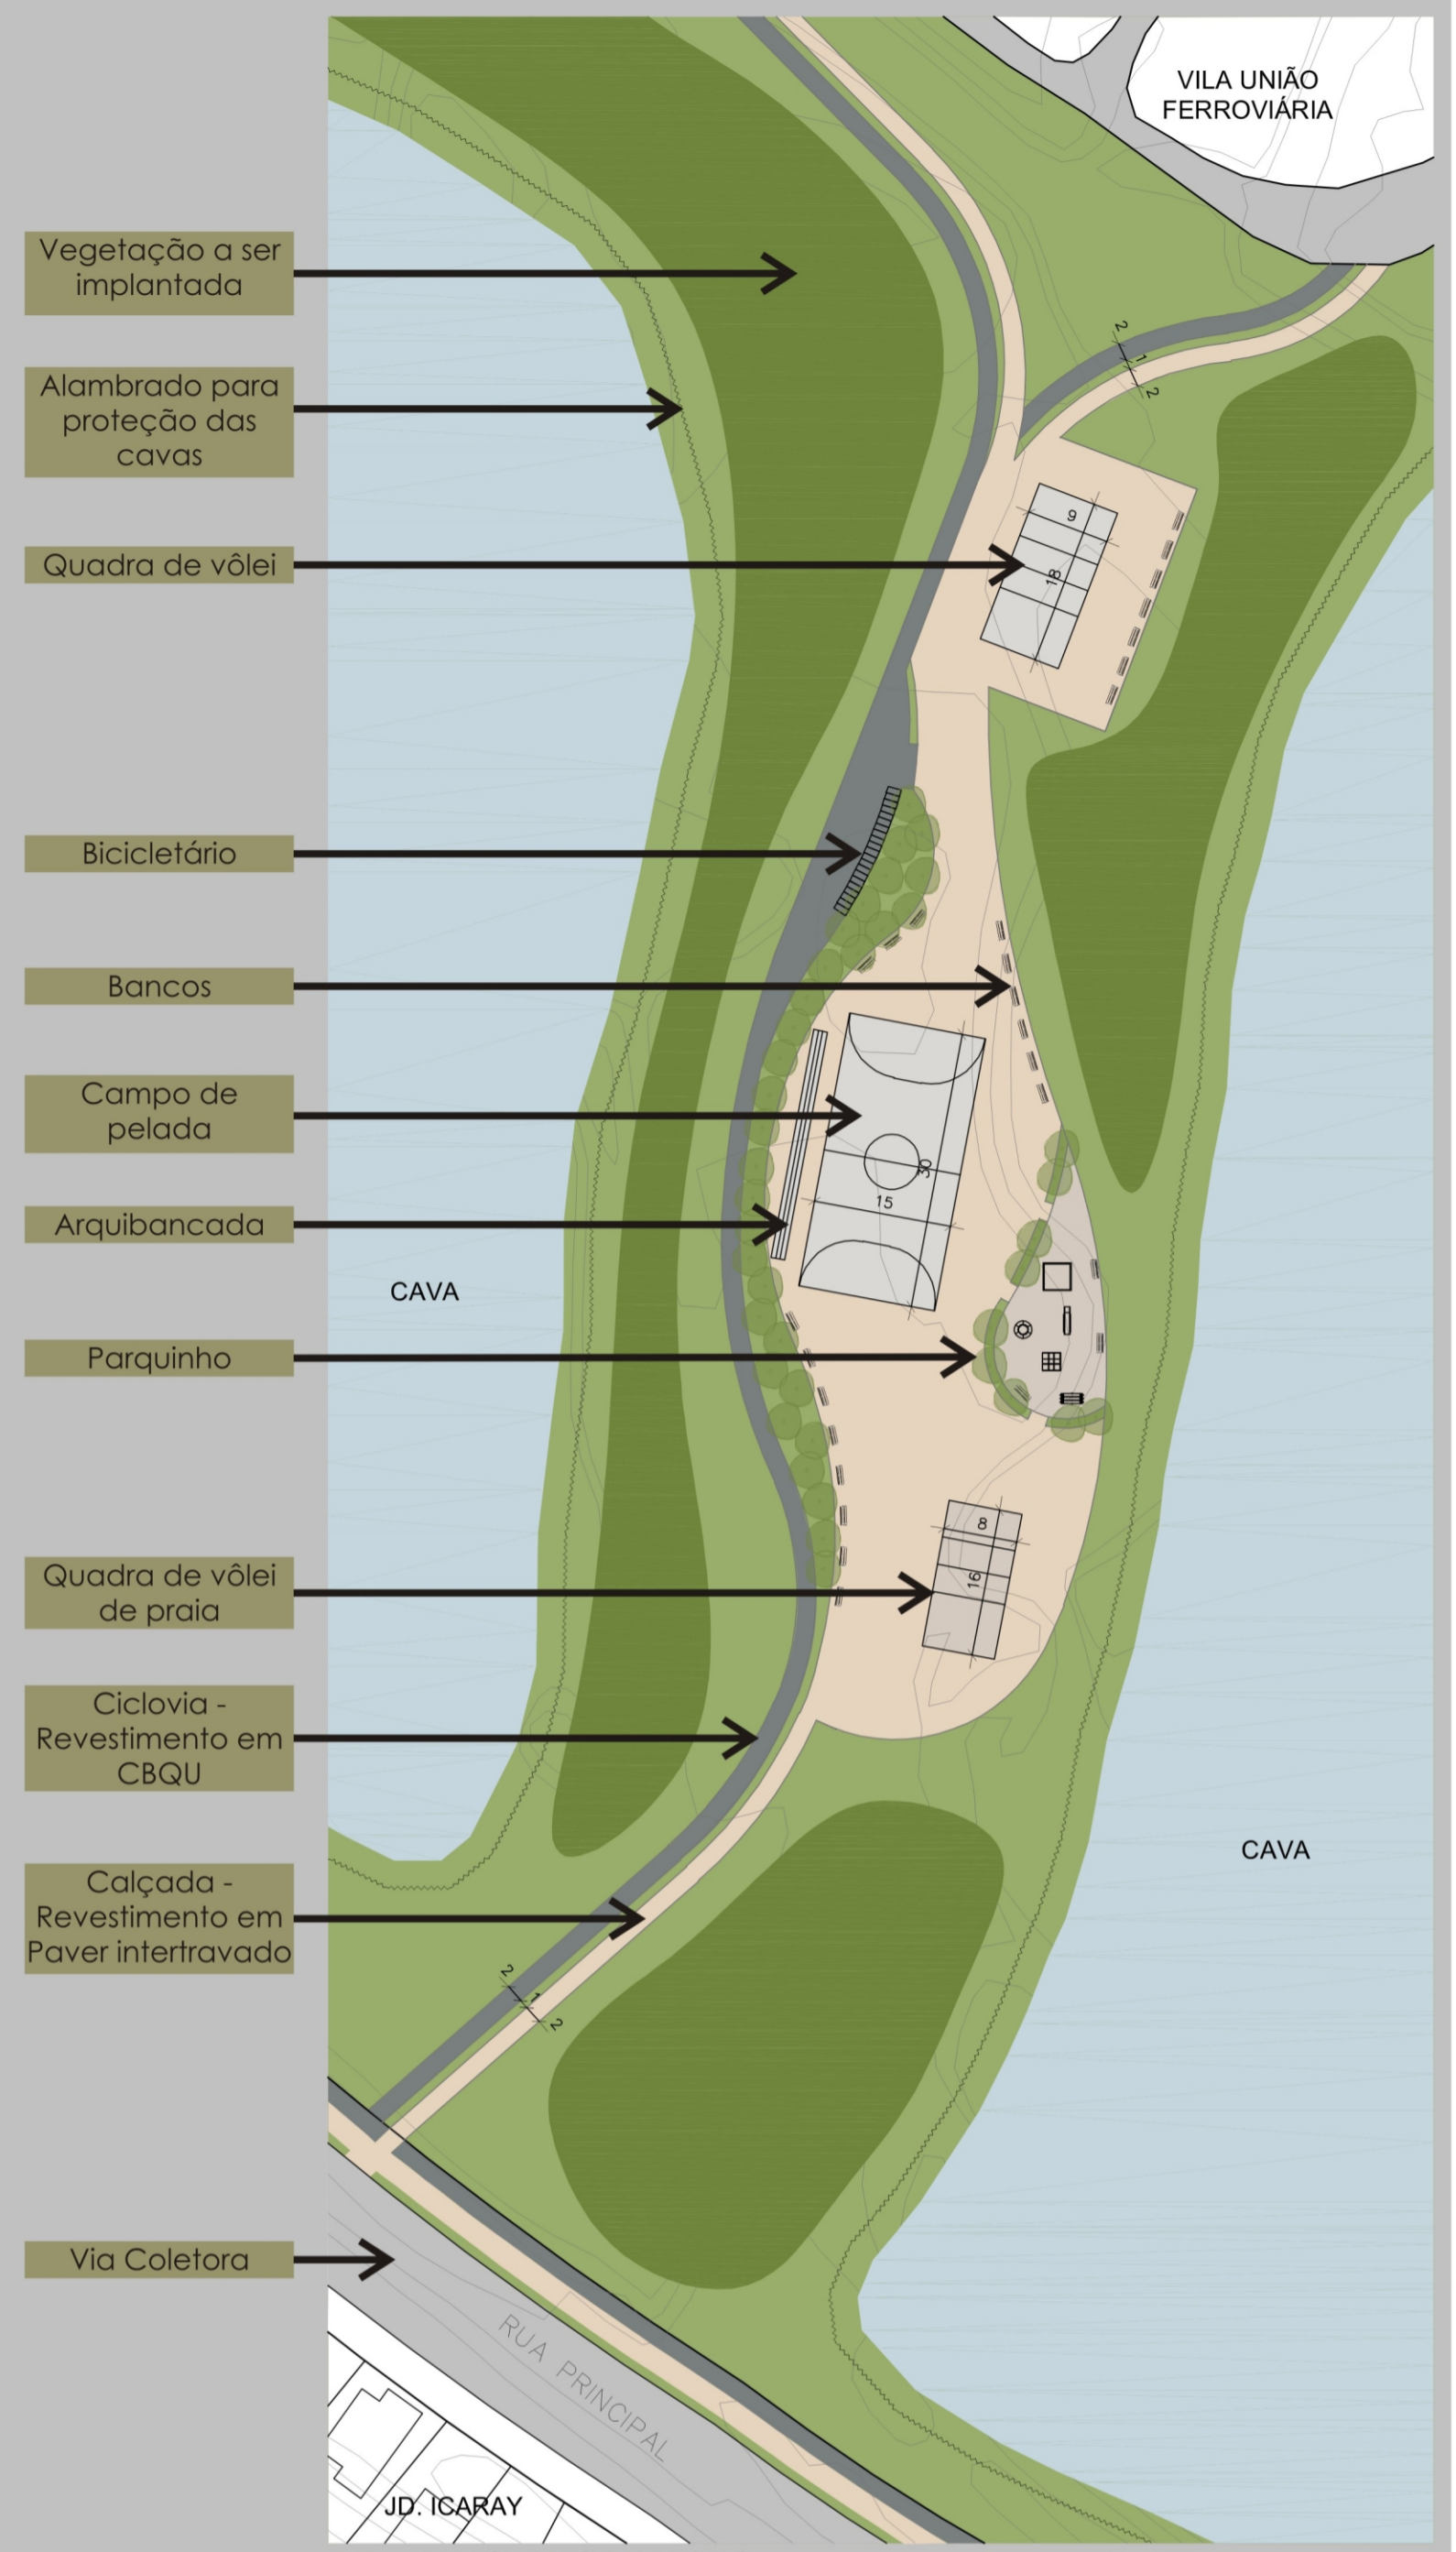 VILA UNIÃO
FERROVIÁRIA
Vegetação a ser
implantada
2
1
2
Alambrado para
proteção das
cavas
9
Quadra de vôlei
18
Bicicletário
Bancos
Campo de
pelada
30
15
Arquibancada
CAVA
Parquinho
8
Quadra de vôlei
de praia
16
Ciclovia -
Revestimento em
CBQU
CAVA
Calçada -
Revestimento em
Paver intertravado
2
1
2
Via Coletora
RUA PRINCIPAL
JD. ICARAY